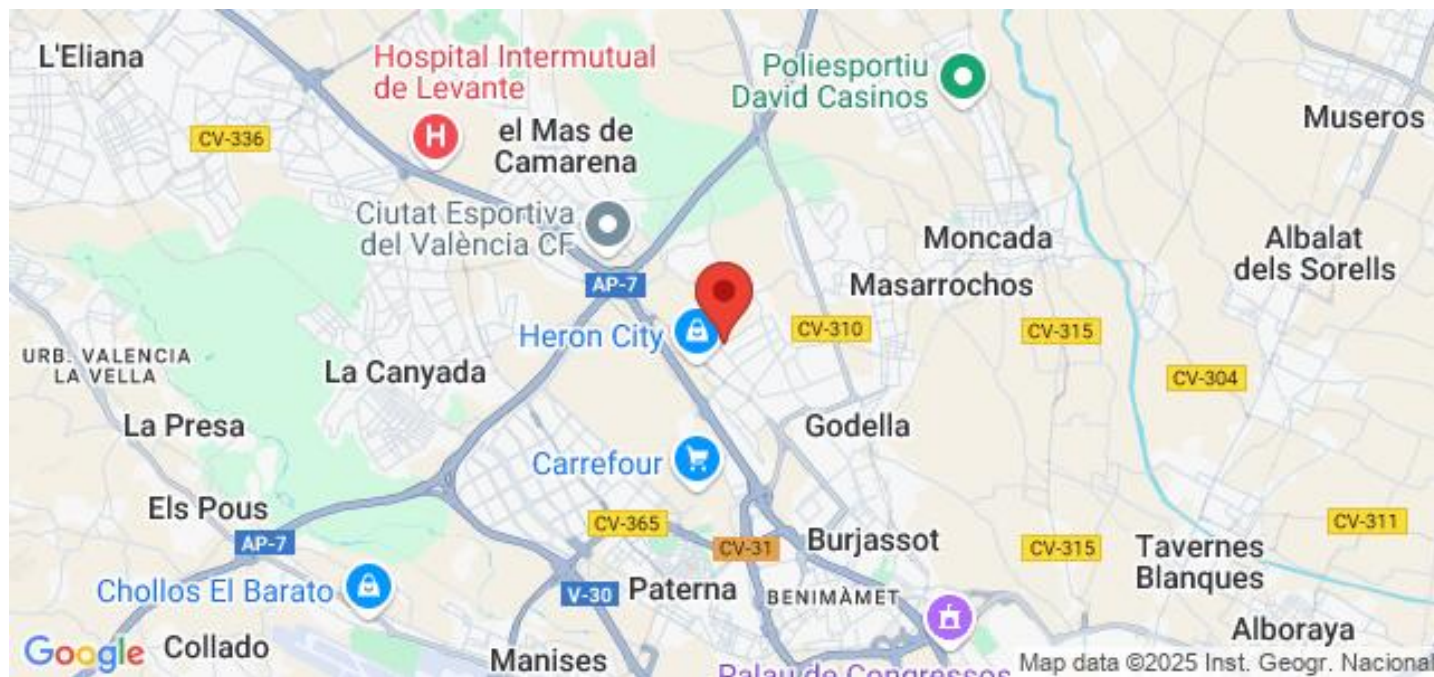 L'Eliana
Hospital Intermutual
de Levante
Poliesportiu
David Casinos
Museros
CV-336
el Mas de
Camarena
Ciutat Esportiva
del València CF
Moncada
Albalat
dels Sorells
AP-7
Masarrochos
Heron City
CV-310
CV-315
URB. VALENCIA
LA VELLA
La Canyada
CV-304
La Presa
Godella
Carrefour
Els Pous
CV-365
CV-311
AP-7
CV-31
Burjassot
CV-315
Tavernes
Blanques
Chollos El Barato
V-30
Paterna
BENIMÀMET
Alboraya
Google
Collado
Manises
Palau de Congressos
Map data ©2025 Inst. Geogr. Nacional